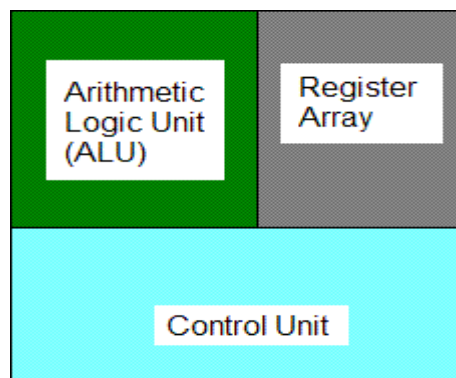 Arithmetic
Logic Unit
(ALU)
Register
Array
Control Unit